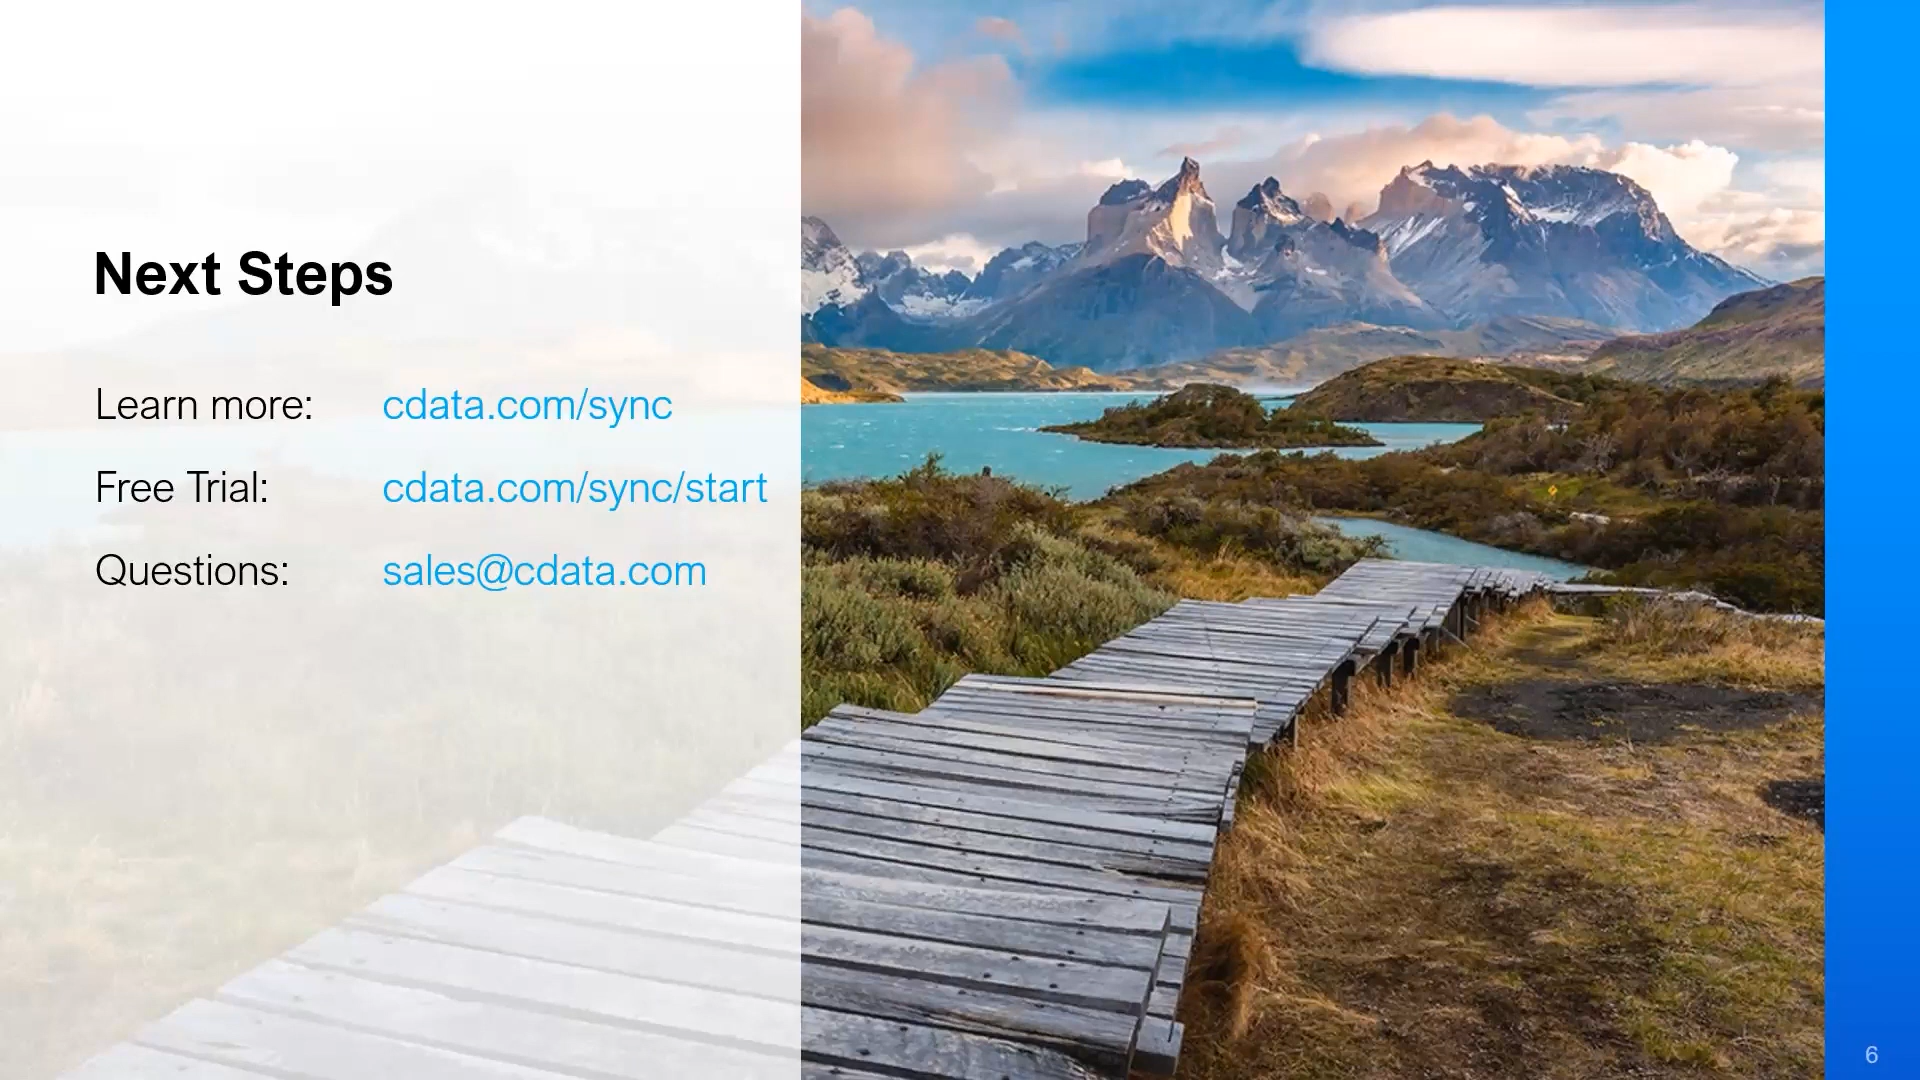 Next Steps
Learn more: cdata.com/sync
Free Trial: cdata.com/sync/start
Questions: sales@cdata.com
6